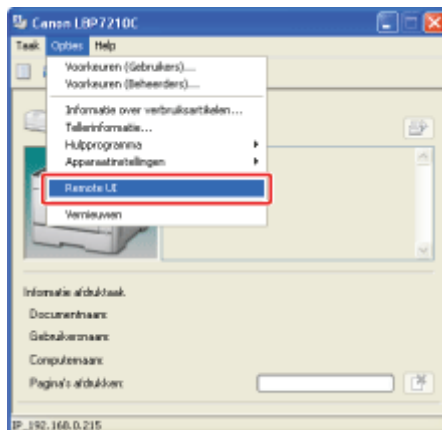 Canon LBP7210C
Taak Opties Help
Voorkeuren (Gebruikers)...
Voorkeuren (Beheerders)...
Informatie over verbruiksartikelen...
Tellerinformatie...
Hulpprogramma
Apparaatinstellingen
Remote UI
Vernieuwen
Informatie afdruktaak
Documentnaam:
Gebruikersnaam:
Computernaam:
Pagina's afdrukken:
IP_192.168.0.215